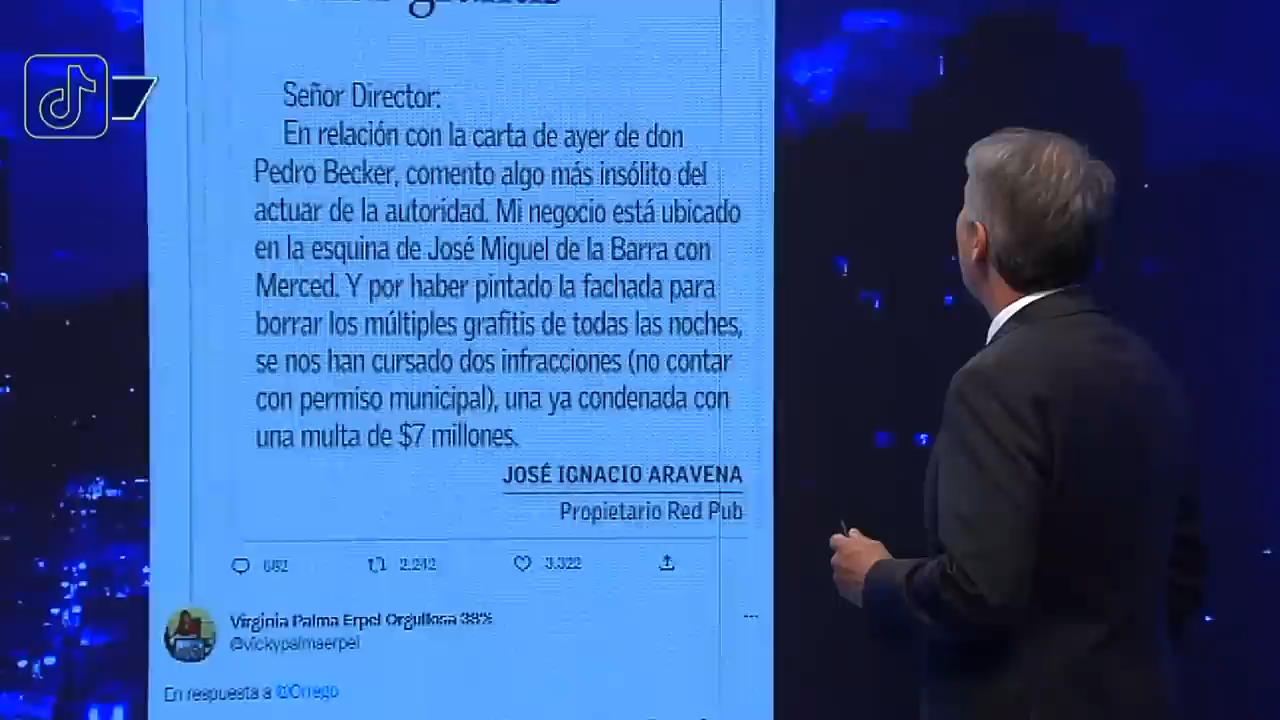 Señor Director:
En relación con la carta de ayer de don
Pedro Becker, comento algo más insólito del
actuar de la autoridad. Mi negocio está ubicado
en la esquina de José Miguel de la Barra con
Merced. Y por haber pintado la fachada para
borrar los múltiples grafitis de todas las noches,
se nos han cursado dos infracciones (no contar
con permiso municipal), una ya condenada con
una multa de $7 millones.
JOSÉ IGNACIO ARAVENA
Propietario Red Pub
2.242 3.322
Virginia Palma Erpel Orgullosa 38%
@vickypalmaerpel
En respuesta a @Orrego